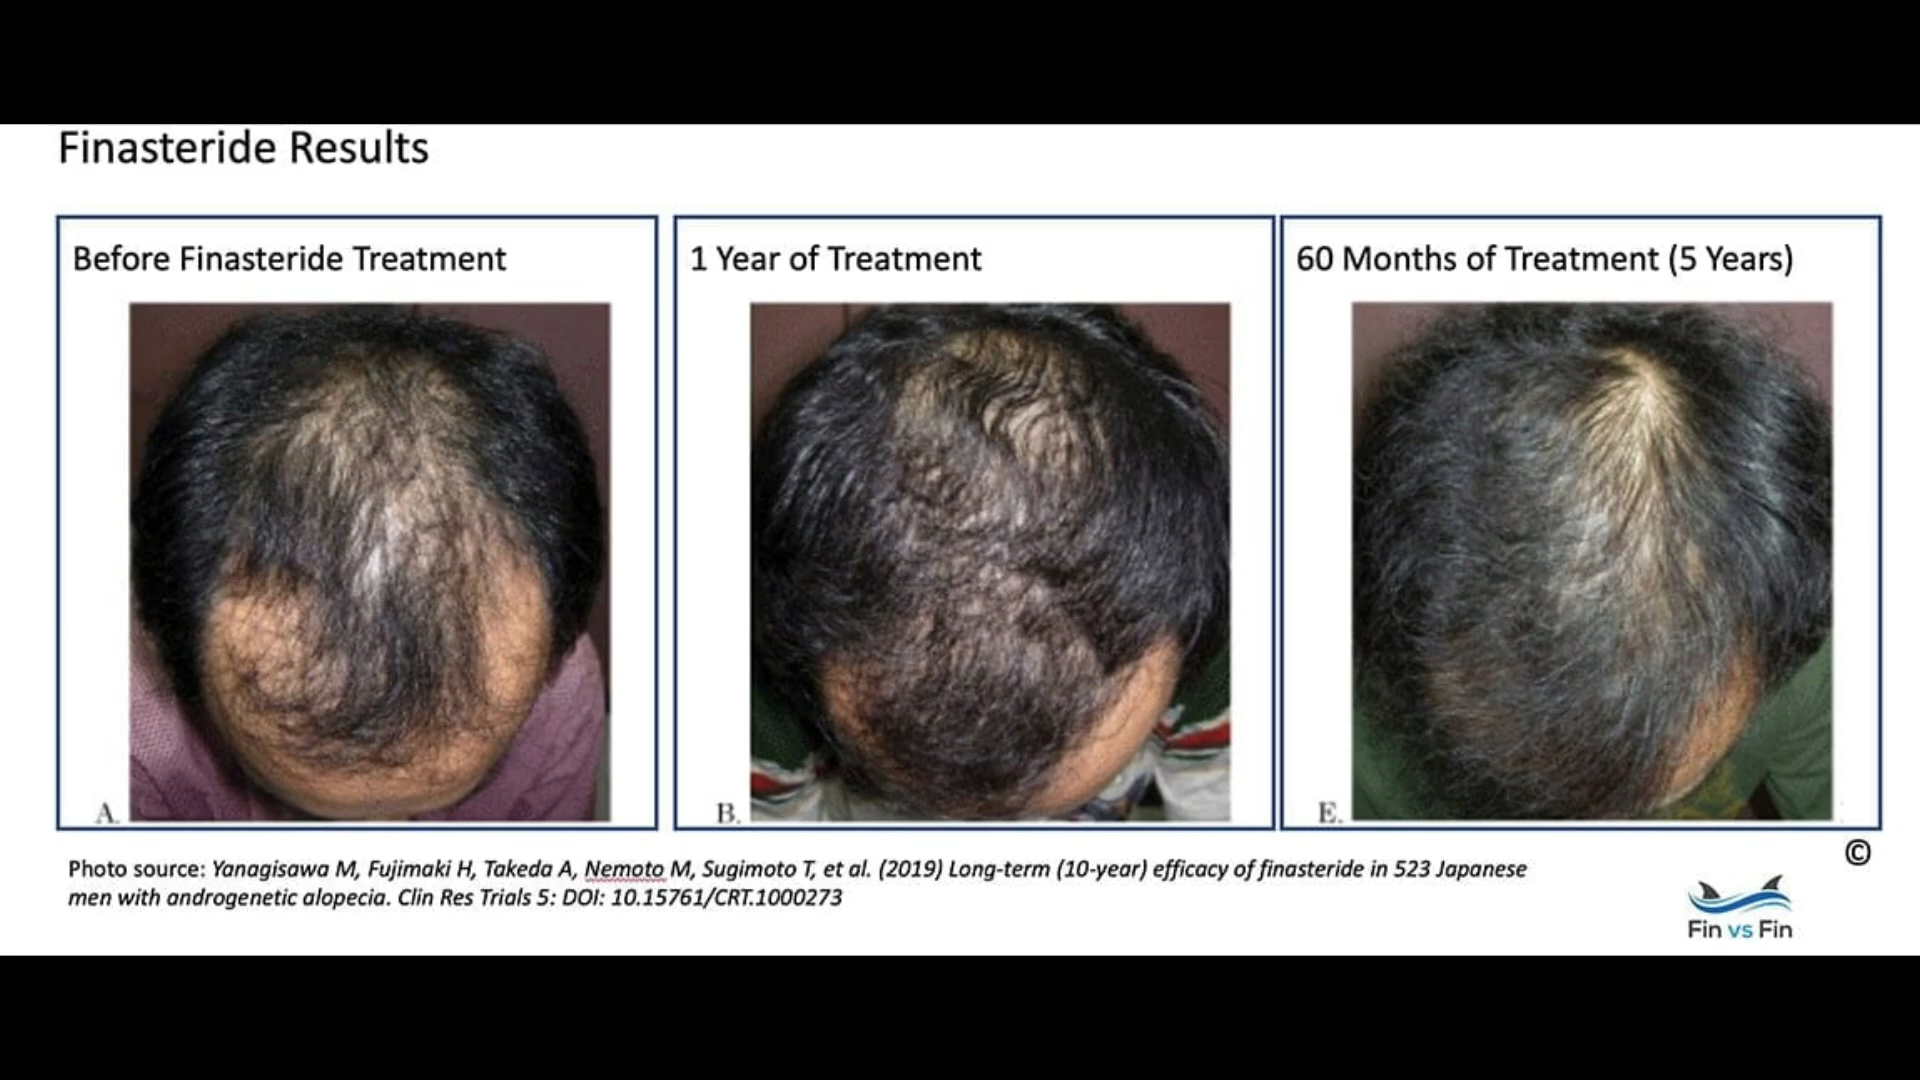 Finasteride Results
Before Finasteride Treatment
1 Year of Treatment
60 Months of Treatment (5 Years)
A.
B.
E.
Photo source: Yanagisawa M, Fujimaki H, Takeda A, Nemoto M, Sugimoto T, et al. (2019) Long-term (10-year) efficacy of finasteride in 523 Japanese
men with androgenetic alopecia. Clin Res Trials 5: DOI: 10.15761/CRT.1000273
©
Fin vs Fin